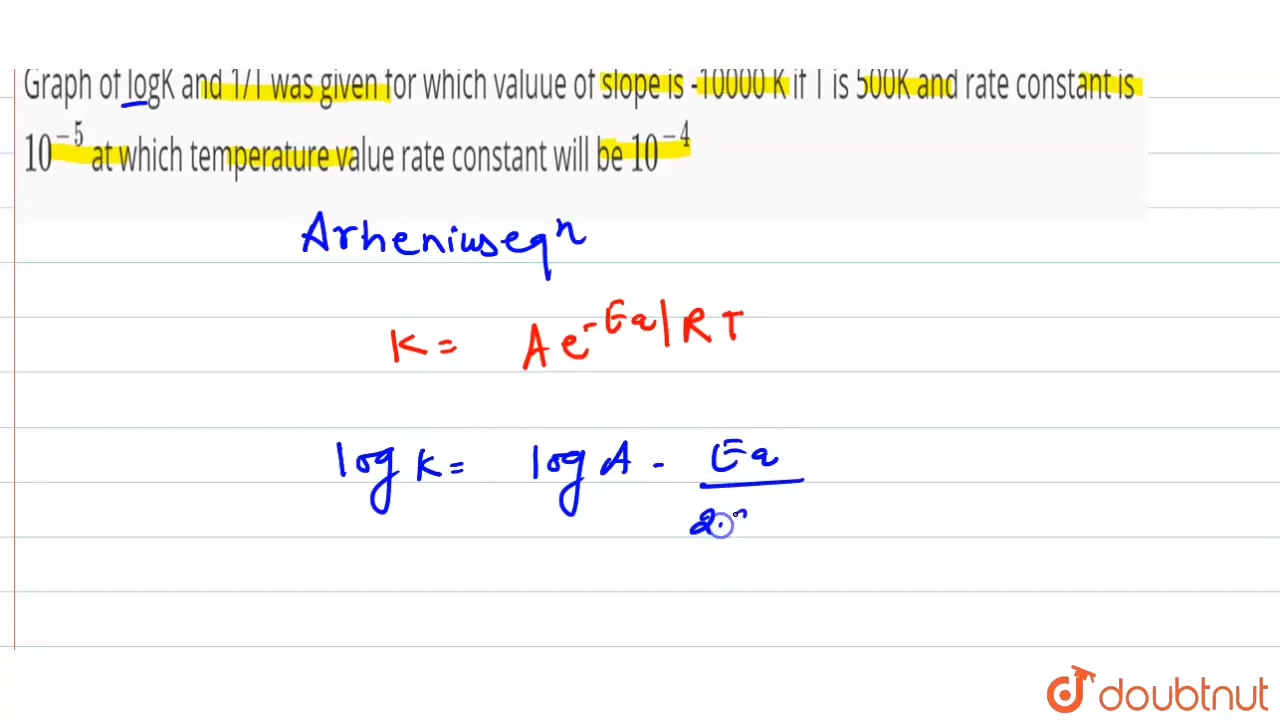 Graph of logK and 1/T was given for which valuue of slope is -10000 K if T is 500K and rate constant is
10^{-5} at which temperature value rate constant will be 10^{-4}
Arheniuseqn
K = A e^{-Ea/RT}
log K = log A - Ea
2.
doubtnut